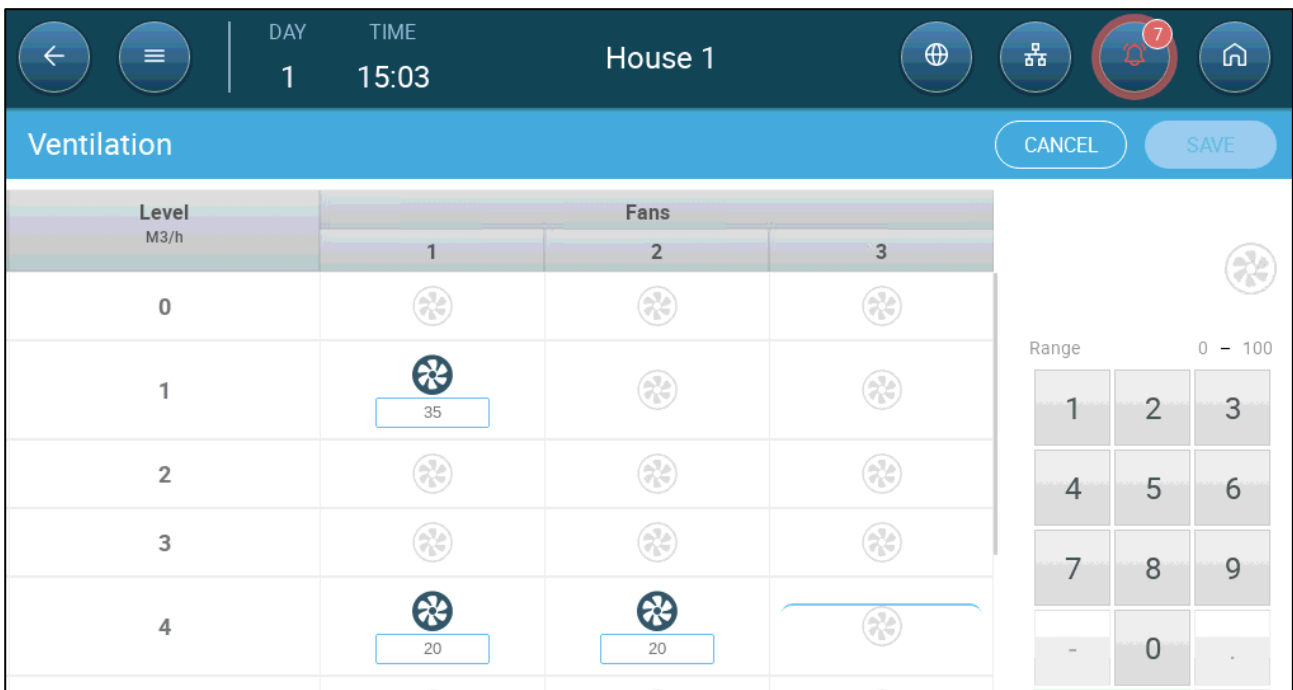 DAY TIME
1 15:03
House 1
7
Ventilation
CANCEL SAVE
Level Fans
M3/h
1 2 3
0
1
35
2
3
4
20 20
Range 0 – 100
1 2 3
4 5 6
7 8 9
- 0 .